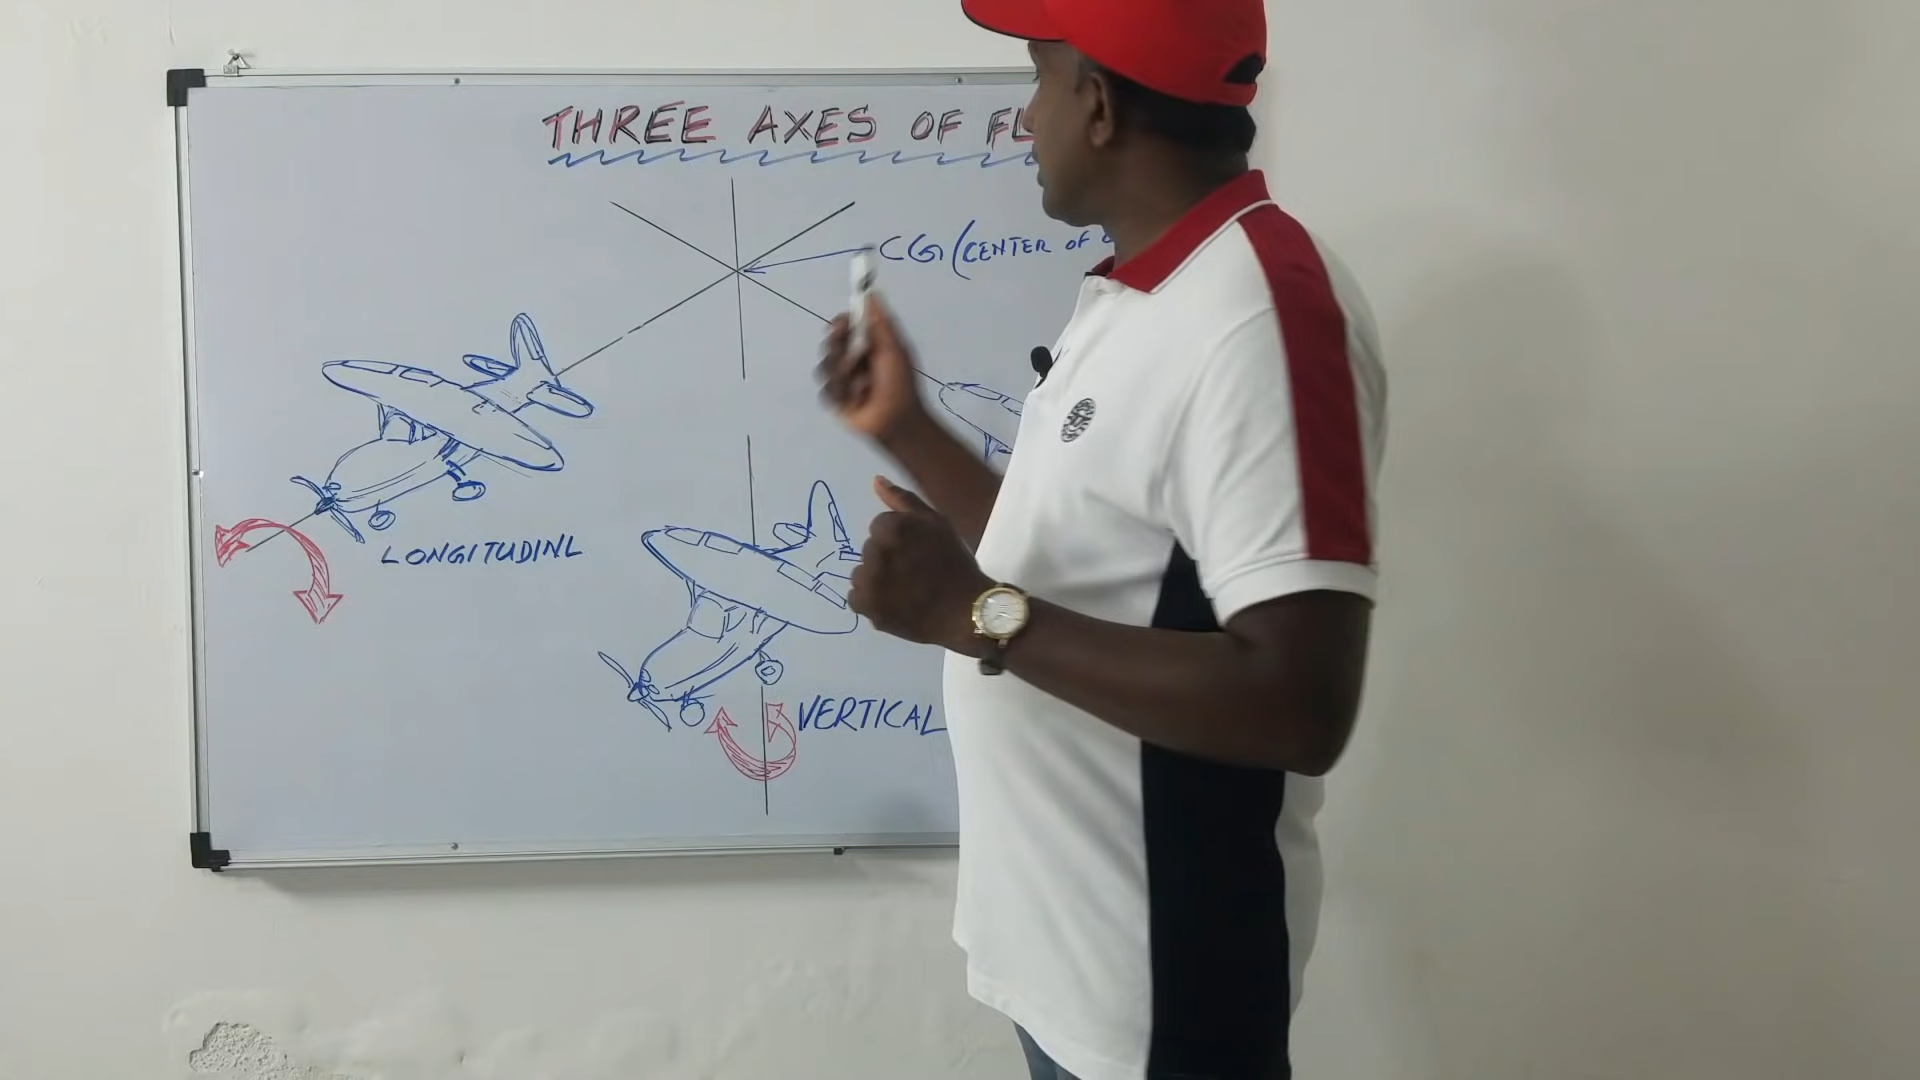 THREE AXES OF FL
CG (CENTER OF
LONGITUDINL
VERTICAL